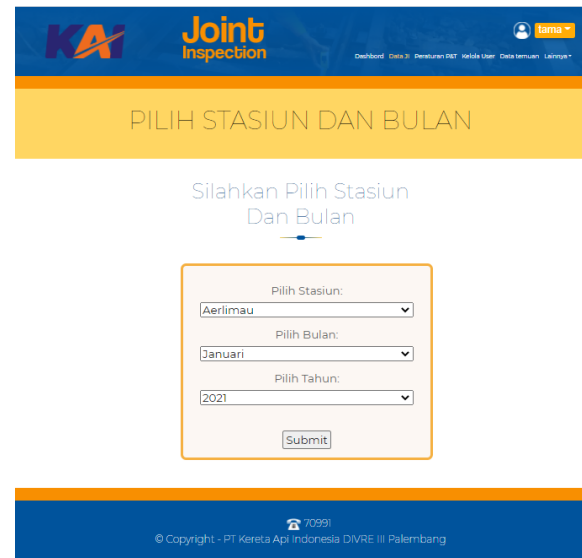 KAI
Joint
Inspection
tama
Dashbord Data JI Peraturan P&T Kelola User Data temuan Lainnya
PILIH STASIUN DAN BULAN
Silahkan Pilih Stasiun
Dan Bulan
Pilih Stasiun:
Aerlimau
Pilih Bulan:
Januari
Pilih Tahun:
2021
Submit
☎ 70991
© Copyright - PT Kereta Api Indonesia DIVRE III Palembang